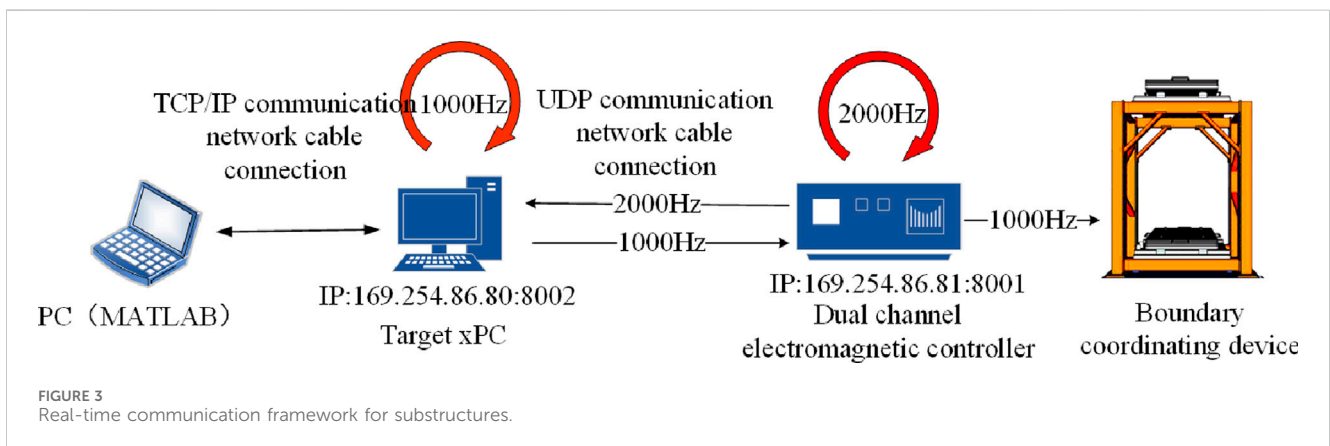 TCP/IP communication
network cable
connection
1000Hz
UDP communication
network cable
connection
2000Hz
2000Hz
1000Hz
1000Hz
PC（MATLAB）
IP:169.254.86.80:8002
Target xPC
IP:169.254.86.81:8001
Dual channel
electromagnetic controller
Boundary
coordinating device
FIGURE 3
Real-time communication framework for substructures.